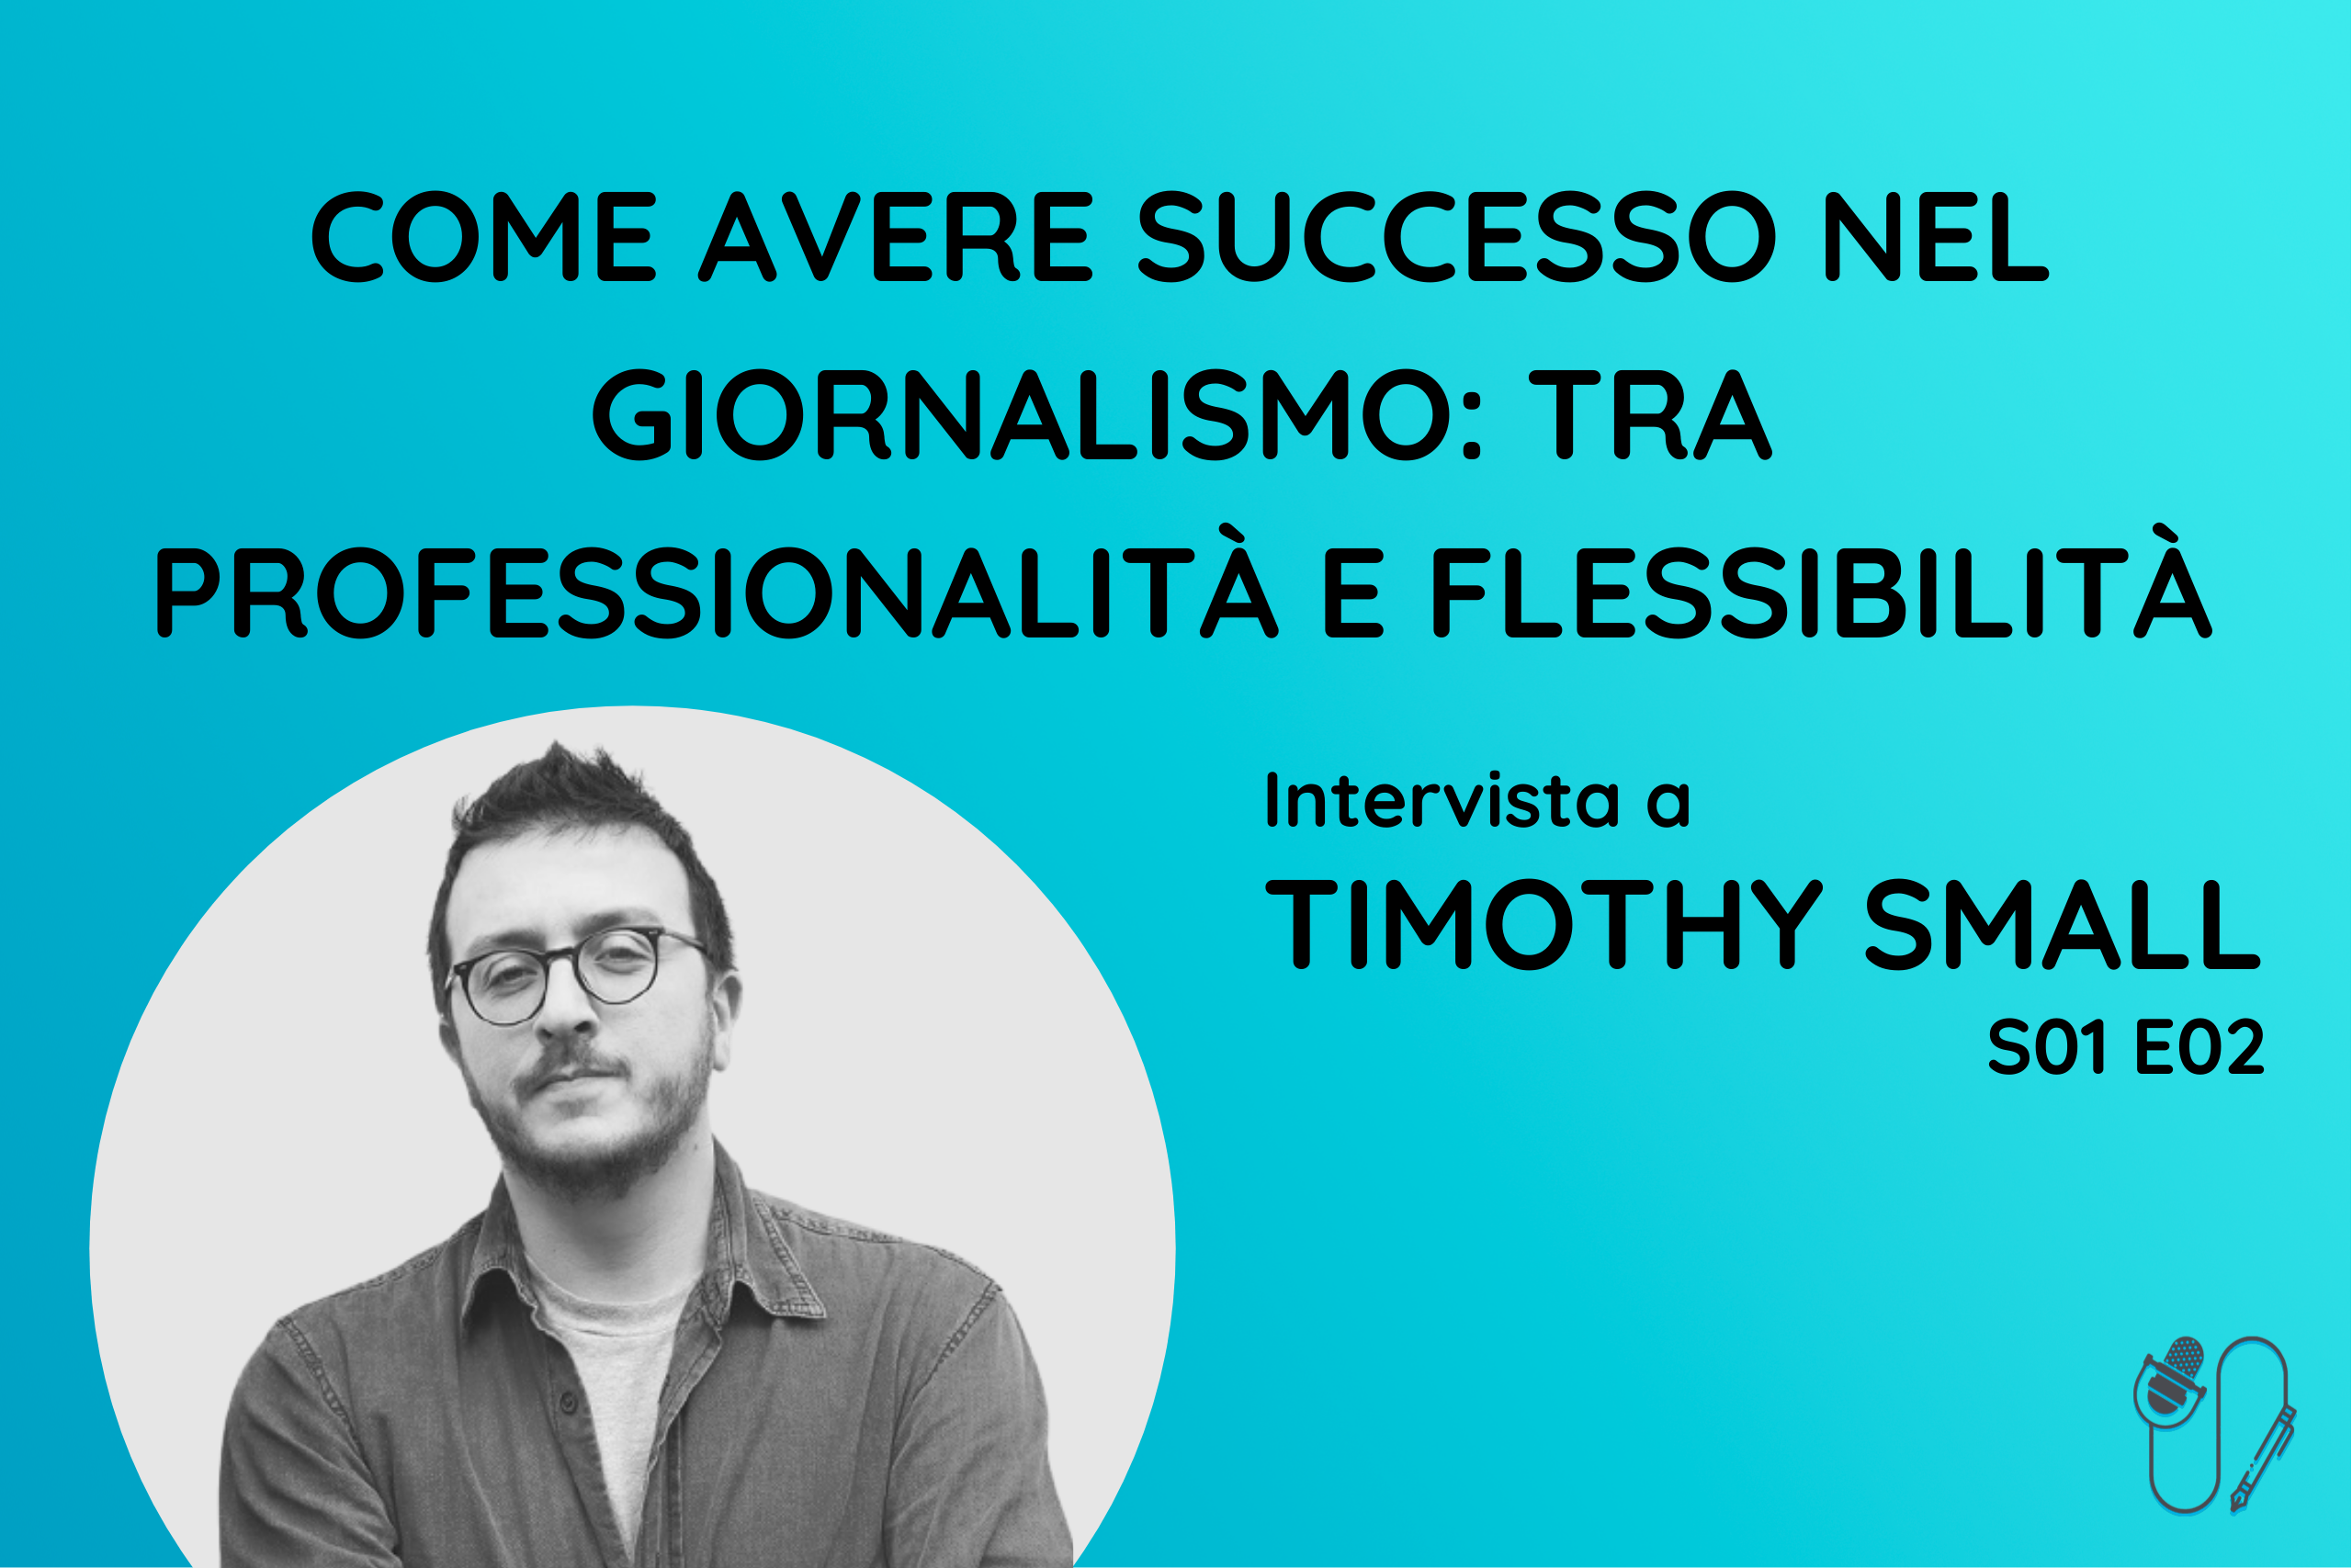 COME AVERE SUCCESSO NEL
GIORNALISMO: TRA
PROFESSIONALITÀ E FLESSIBILITÀ
Intervista a
TIMOTHY SMALL
S01 E02